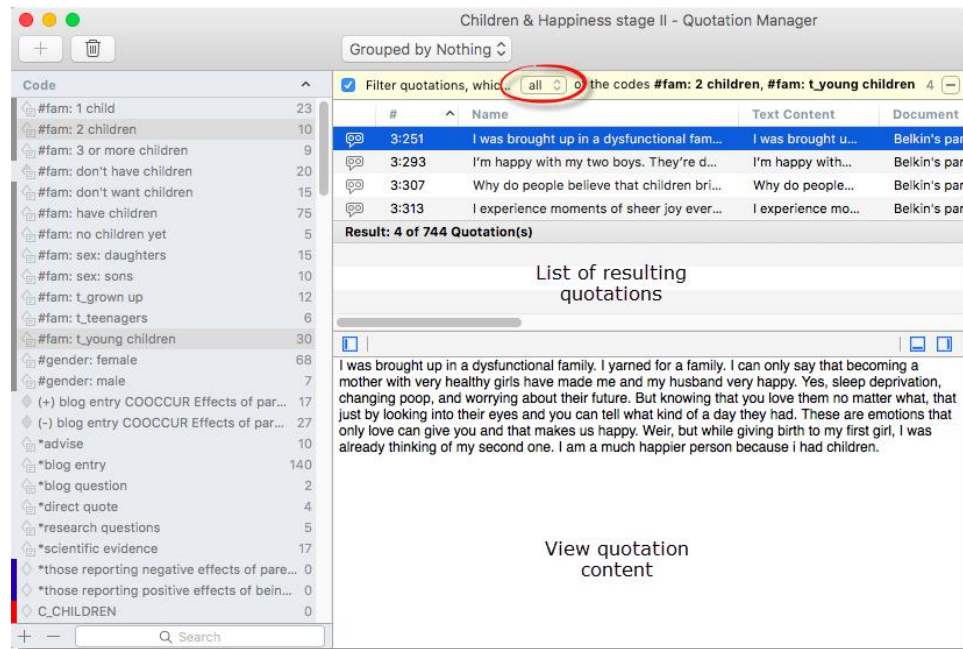 Children & Happiness stage II - Quotation Manager
Grouped by Nothing
Code
#fam: 1 child 23
#fam: 2 children 10
#fam: 3 or more children 9
#fam: don't have children 20
#fam: don't want children 15
#fam: have children 75
#fam: no children yet 5
#fam: sex: daughters 15
#fam: sex: sons 10
#fam: t_grown up 12
#fam: t_teenagers 6
#fam: t_young children 30
#gender: female 68
#gender: male 7
(+) blog entry COOCCUR Effects of par... 17
(-) blog entry COOCCUR Effects of par... 27
*advise 10
*blog entry 140
*blog question 2
*direct quote 4
*research questions 5
*scientific evidence 17
*those reporting negative effects of pare... 0
*those reporting positive effects of bein... 0
C_CHILDREN 0
Search
Filter quotations, whic... all of the codes #fam: 2 children, #fam: t_young children 4
# Name Text Content Document
3:251 I was brought up in a dysfunctional fam... I was brought u... Belkin's par
3:293 I'm happy with my two boys. They're d... I'm happy with... Belkin's par
3:307 Why do people believe that children bri... Why do people... Belkin's par
3:313 I experience moments of sheer joy ever... I experience mo... Belkin's par
Result: 4 of 744 Quotation(s)
List of resulting
quotations
I was brought up in a dysfunctional family. I yarned for a family. I can only say that becoming a
mother with very healthy girls have made me and my husband very happy. Yes, sleep deprivation,
changing poop, and worrying about their future. But knowing that you love them no matter what, that
just by looking into their eyes and you can tell what kind of a day they had. These are emotions that
only love can give you and that makes us happy. Weir, but while giving birth to my first girl, I was
already thinking of my second one. I am a much happier person because i had children.
View quotation
content